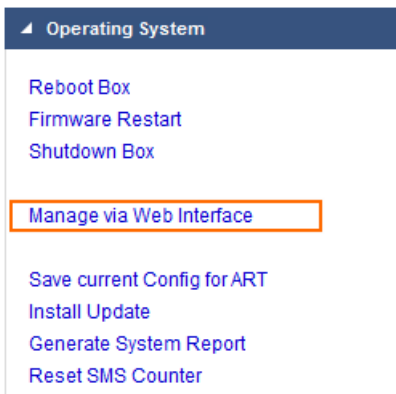 Operating System
Reboot Box
Firmware Restart
Shutdown Box
Manage via Web Interface
Save current Config for ART
Install Update
Generate System Report
Reset SMS Counter